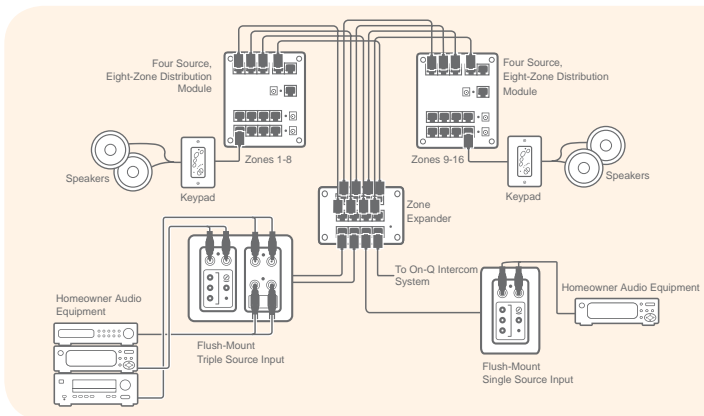 Four Source,
Eight-Zone Distribution
Module
Four Source,
Eight-Zone Distribution
Module
Zones 1-8
Zones 9-16
Speakers
Keypad
Keypad
Speakers
Zone
Expander
To On-Q Intercom
System
Homeowner Audio
Equipment
Homeowner Audio Equipment
Flush-Mount
Triple Source Input
Flush-Mount
Single Source Input